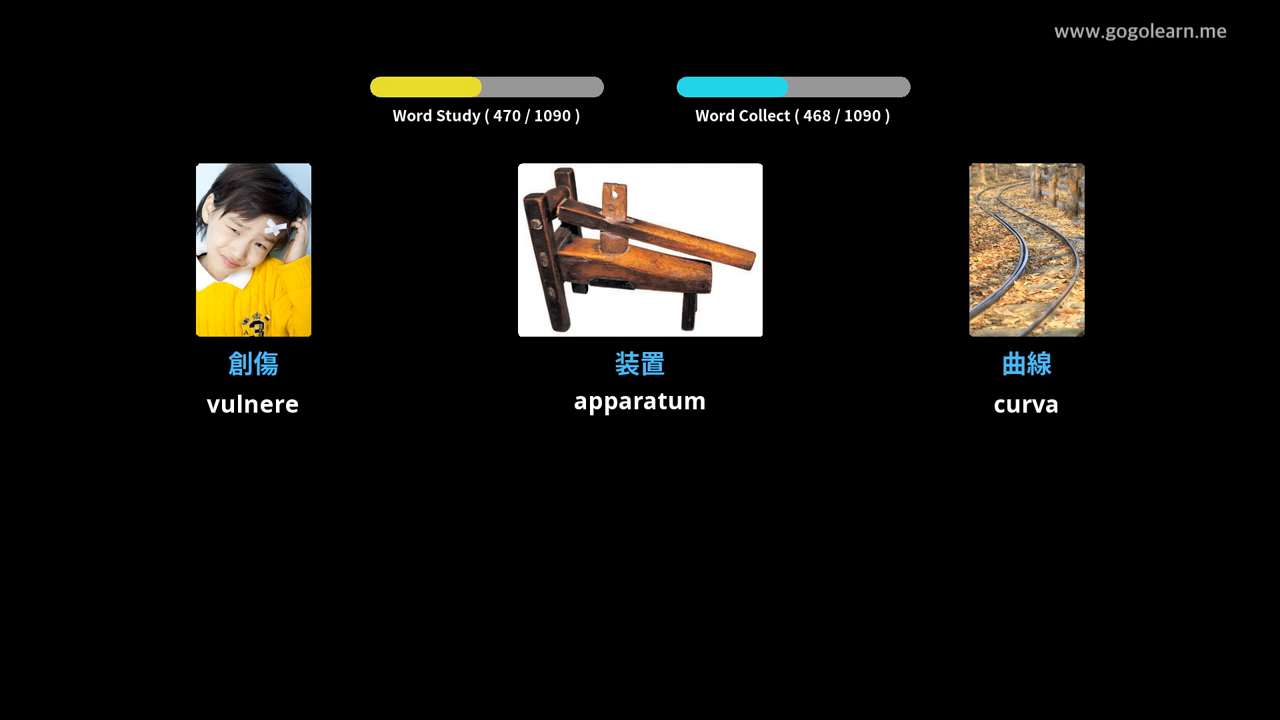 www.gogolearn.me
Word Study ( 470 / 1090 )
Word Collect ( 468 / 1090 )
3
創傷
装置
曲線
vulnere
apparatum
curva